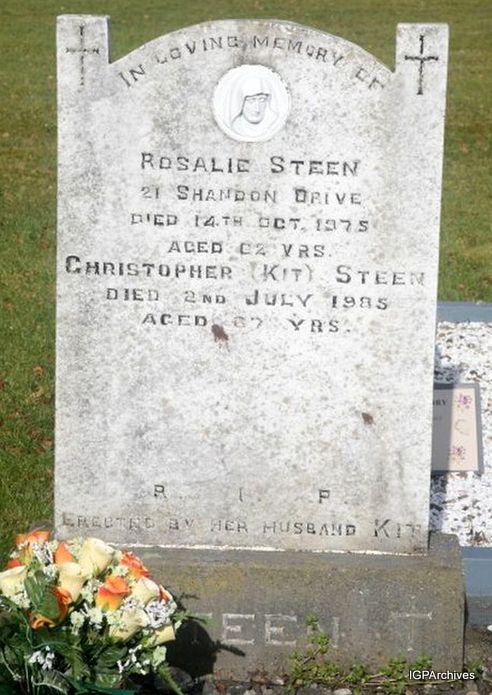 IN LOVING MEMORY OF
ROSALIE STEEN
21 SHANDON DRIVE
DIED 14TH OCT. 1975
AGED 62 YRS.
CHRISTOPHER (KIT) STEEN
DIED 2ND JULY 1985
AGED 87 YRS.
R. I. P.
ERECTED BY HER HUSBAND KIT
STEEN T
IGPArchives